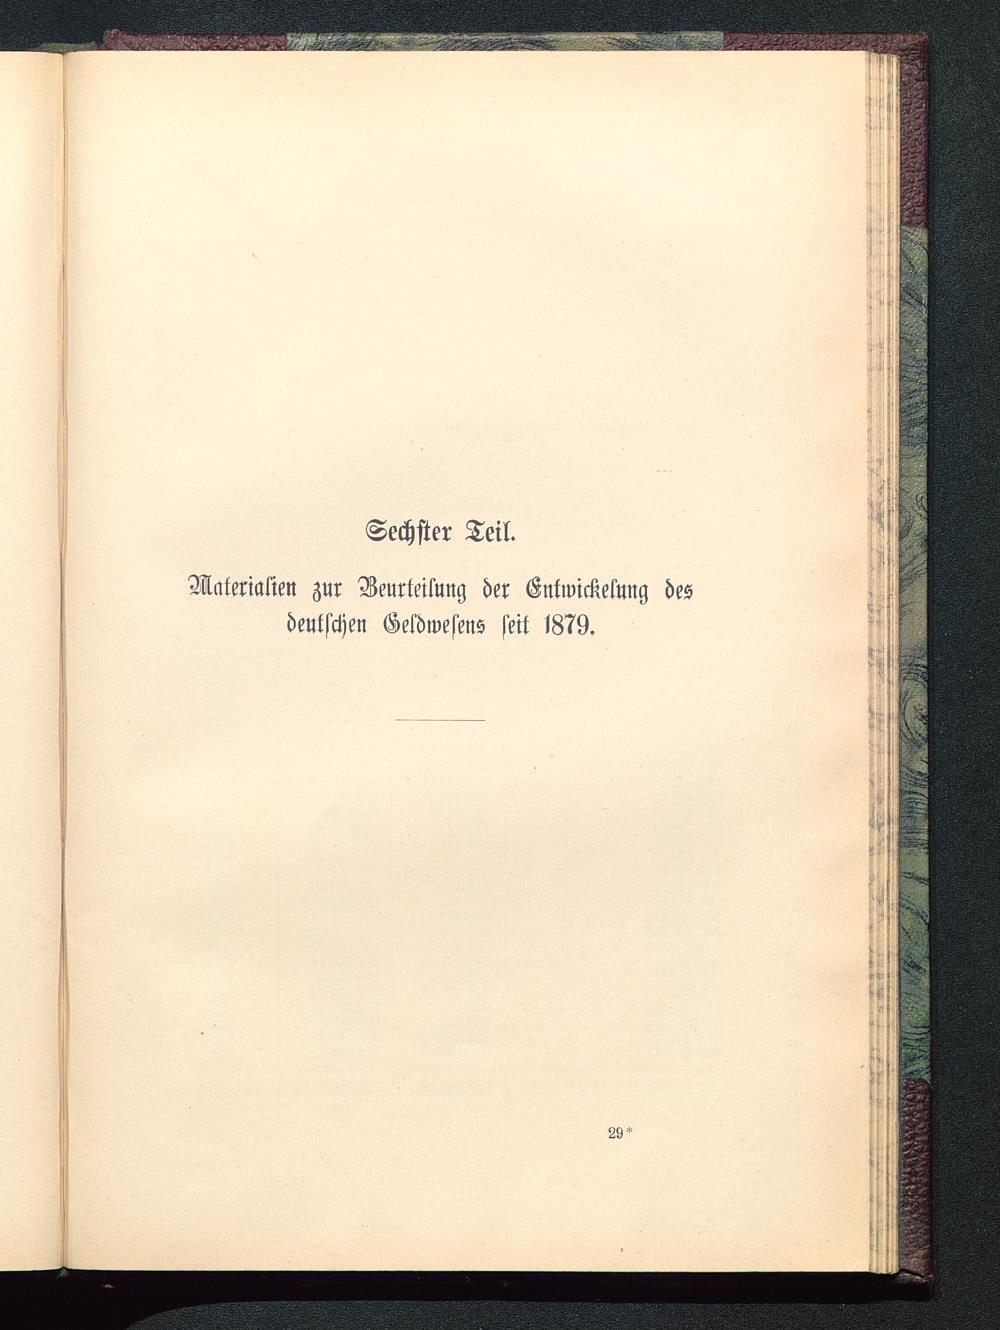 Sechster Teil.
Materialien zur Beurteilung der Entwickelung des
deutschen Geldwesens seit 1879.
29*